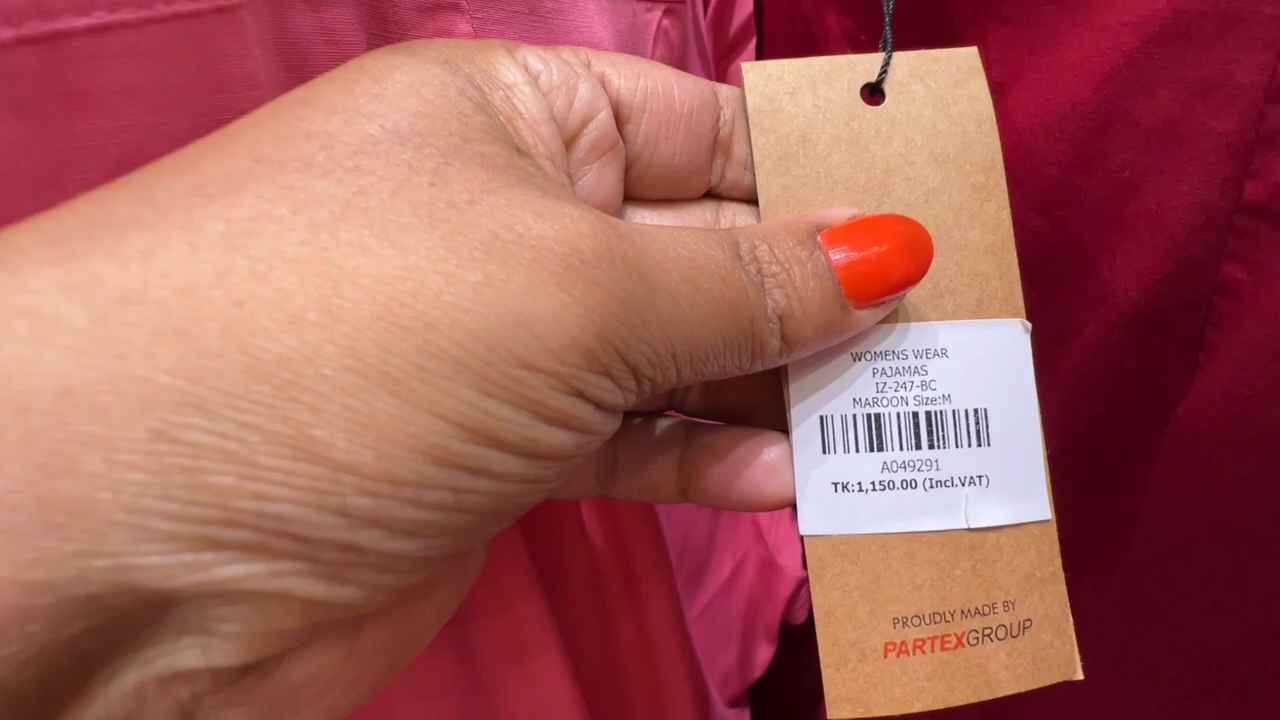 WOMENS WEAR
PAJAMAS
IZ-247-BC
MAROON Size:M
A049291
TK:1,150.00 (Incl.VAT)
PROUDLY MADE BY
PARTEXGROUP